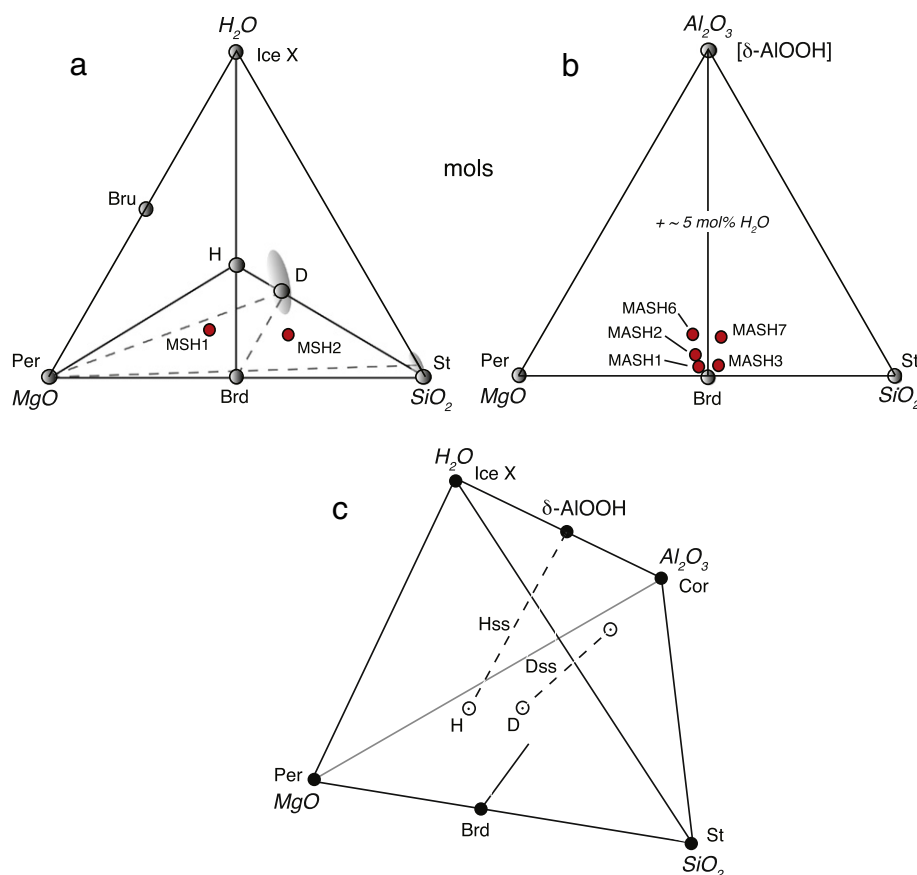 a
H₂O
Ice X
Bru
H
D
MSH1
MSH2
Per
MgO
Brd
St
SiO₂
mols
b
Al₂O₃
[δ-AlOOH]
+ ~ 5 mol% H₂O
MASH6
MASH2
MASH1
MASH7
MASH3
Per
MgO
Brd
St
SiO₂
c
H₂O
Ice X
δ-AlOOH
Al₂O₃
Cor
Hss
Dss
H
D
Per
MgO
Brd
St
SiO₂